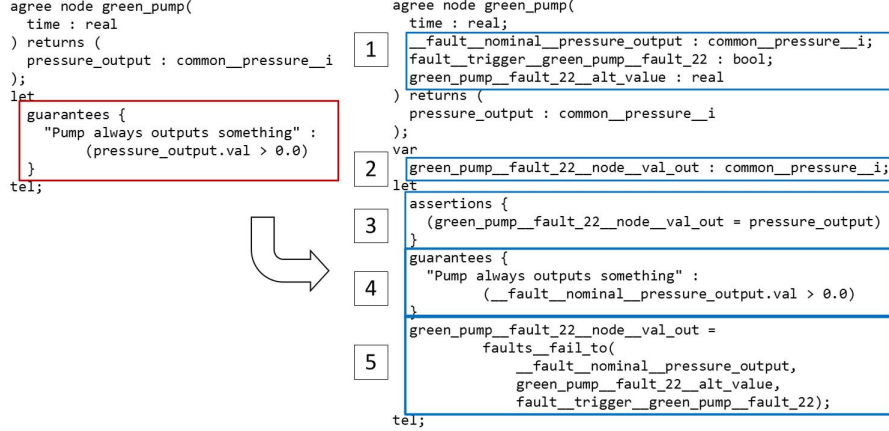 agree node green_pump(
  time : real
) returns (
  pressure_output : common__pressure__i
);
let
  guarantees {
    "Pump always outputs something" :
         (pressure_output.val > 0.0)
  }
tel;
agree node green_pump(
  time : real;
1
  __fault__nominal__pressure_output : common__pressure__i;
  fault__trigger__green_pump__fault_22 : bool;
  green_pump__fault_22__alt_value : real
) returns (
  pressure_output : common__pressure__i
);
var
2
  green_pump__fault_22__node__val_out : common__pressure__i;
let
3
  assertions {
    (green_pump__fault_22__node__val_out = pressure_output)
  }
4
  guarantees {
    "Pump always outputs something" :
           (__fault__nominal__pressure_output.val > 0.0)
  }
5
  green_pump__fault_22__node__val_out =
           faults__fail_to(
               __fault__nominal__pressure_output,
               green_pump__fault_22__alt_value,
               fault__trigger__green_pump__fault_22);
tel;